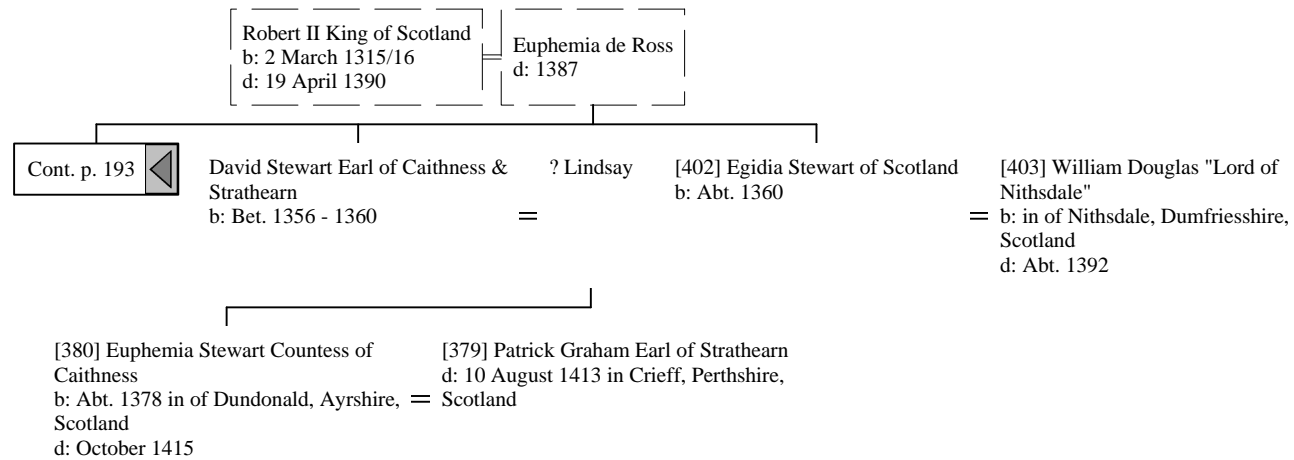 Robert II King of Scotland
b: 2 March 1315/16
d: 19 April 1390
Euphemia de Ross
d: 1387
Cont. p. 193
David Stewart Earl of Caithness &
Strathearn
b: Bet. 1356 - 1360
=
? Lindsay
[402] Egidia Stewart of Scotland
b: Abt. 1360
=
[403] William Douglas "Lord of
Nithsdale"
b: in of Nithsdale, Dumfriesshire,
Scotland
d: Abt. 1392
[380] Euphemia Stewart Countess of
Caithness
b: Abt. 1378 in of Dundonald, Ayrshire,
Scotland
d: October 1415
=
[379] Patrick Graham Earl of Strathearn
d: 10 August 1413 in Crieff, Perthshire,
Scotland